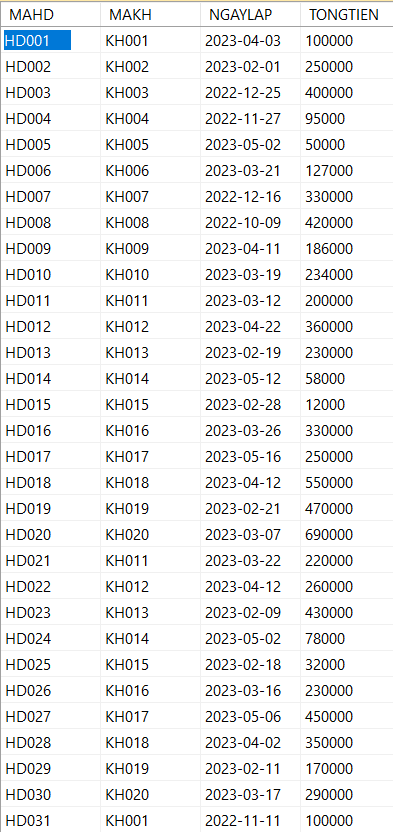 MAHD MAKH NGAYLAP TONGTIEN
HD001 KH001 2023-04-03 100000
HD002 KH002 2023-02-01 250000
HD003 KH003 2022-12-25 400000
HD004 KH004 2022-11-27 95000
HD005 KH005 2023-05-02 50000
HD006 KH006 2023-03-21 127000
HD007 KH007 2022-12-16 330000
HD008 KH008 2022-10-09 420000
HD009 KH009 2023-04-11 186000
HD010 KH010 2023-03-19 234000
HD011 KH011 2023-03-12 200000
HD012 KH012 2023-04-22 360000
HD013 KH013 2023-02-19 230000
HD014 KH014 2023-05-12 58000
HD015 KH015 2023-02-28 12000
HD016 KH016 2023-03-26 330000
HD017 KH017 2023-05-16 250000
HD018 KH018 2023-04-12 550000
HD019 KH019 2023-02-21 470000
HD020 KH020 2023-03-07 690000
HD021 KH011 2023-03-22 220000
HD022 KH012 2023-04-12 260000
HD023 KH013 2023-02-09 430000
HD024 KH014 2023-05-02 78000
HD025 KH015 2023-02-18 32000
HD026 KH016 2023-03-16 230000
HD027 KH017 2023-05-06 450000
HD028 KH018 2023-04-02 350000
HD029 KH019 2023-02-11 170000
HD030 KH020 2023-03-17 290000
HD031 KH001 2022-11-11 100000